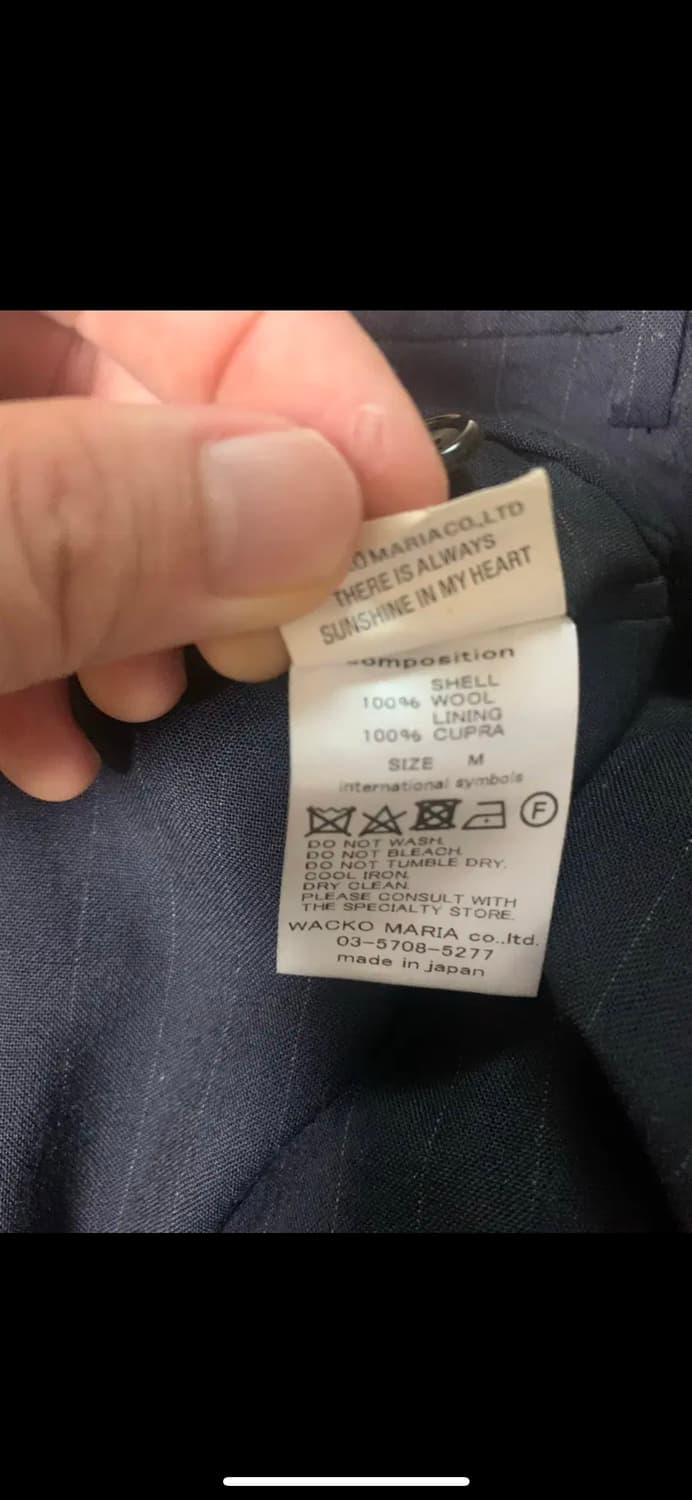 MARIA CO.,LTD
THERE IS ALWAYS
SUNSHINE IN MY HEART
composition
SHELL
100% WOOL
LINING
100% CUPRA
SIZE M
international symbols
F
DO NOT WASH.
DO NOT BLEACH.
DO NOT TUMBLE DRY.
COOL IRON.
DRY CLEAN.
PLEASE CONSULT WITH
THE SPECIALTY STORE.
WACKO MARIA co.,ltd.
03-5708-5277
made in japan